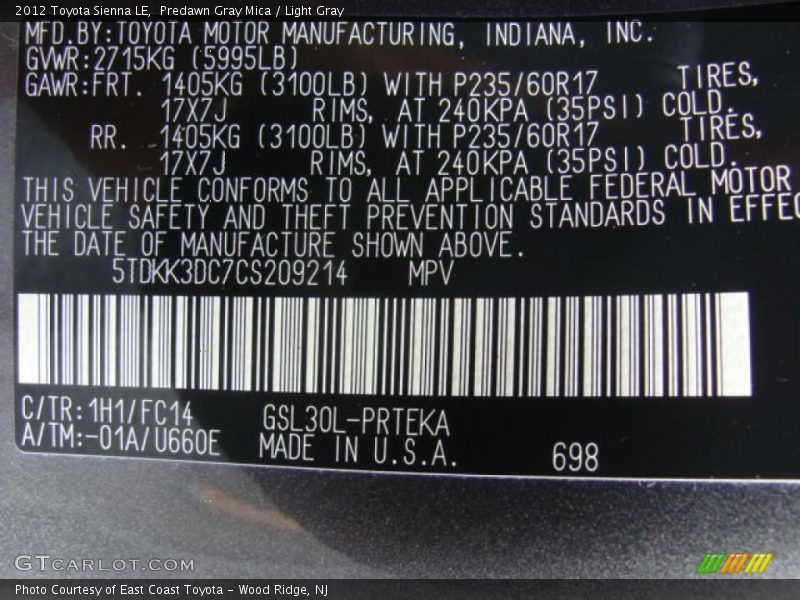 2012 Toyota Sienna LE, Predawn Gray Mica / Light Gray
MFD.BY:TOYOTA MOTOR MANUFACTURING, INDIANA, INC.
GVWR:2715KG (5995LB)
GAWR:FRT. 1405KG (3100LB) WITH P235/60R17 TIRES,
17X7J RIMS, AT 240KPA (35PSI) COLD.
RR. 1405KG (3100LB) WITH P235/60R17 TIRES,
17X7J RIMS, AT 240KPA (35PSI) COLD.
THIS VEHICLE CONFORMS TO ALL APPLICABLE FEDERAL MOTOR
VEHICLE SAFETY AND THEFT PREVENTION STANDARDS IN EFFEC
THE DATE OF MANUFACTURE SHOWN ABOVE.
5TDKK3DC7CS209214 MPV
C/TR:1H1/FC14 GSL30L-PRTEKA
A/TM:-01A/U660E MADE IN U.S.A. 698
GTCARLOT.COM
Photo Courtesy of East Coast Toyota - Wood Ridge, NJ